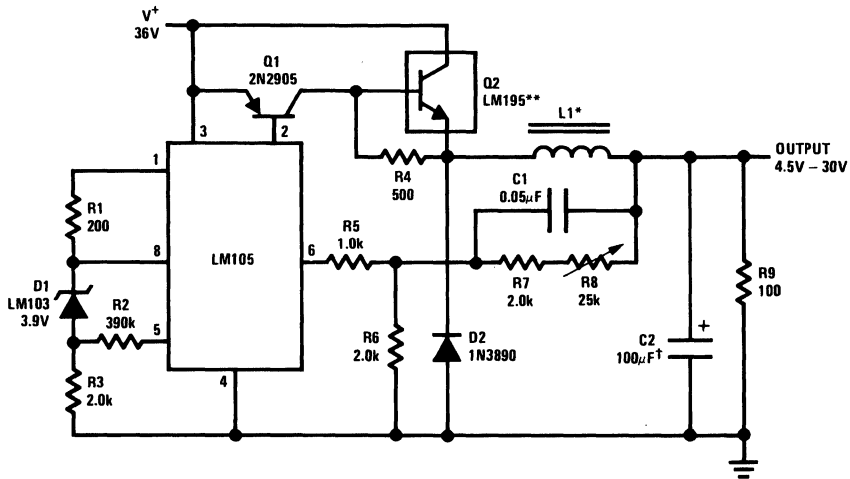 V+
36V
Q1
2N2905
Q2
LM195**
L1*
OUTPUT
4.5V – 30V
3
2
1
R4
500
C1
0.05μF
R1
200
R5
1.0k
8
LM105
6
R7
2.0k
R8
25k
R9
100
D1
LM103
3.9V
R2
390k
5
R6
2.0k
D2
1N3890
+
C2
100μF†
4
R3
2.0k